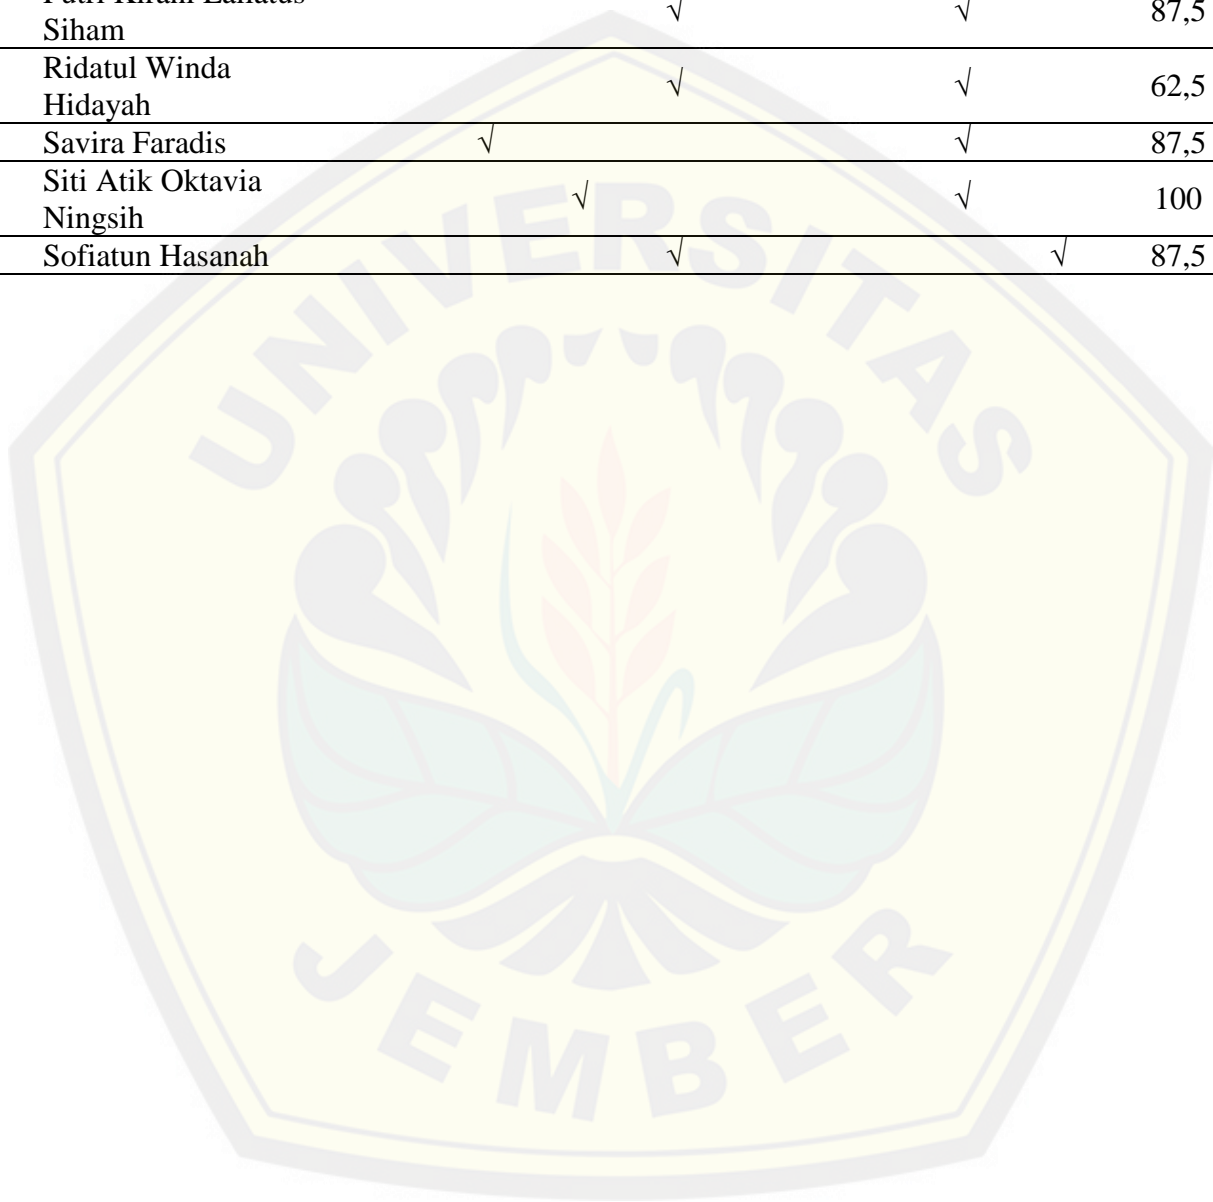 Siham √ √ 87,5
Ridatul Winda
Hidayah √ √ 62,5
Savira Faradis √ √ 87,5
Siti Atik Oktavia
Ningsih √ √ 100
Sofiatun Hasanah √ √ 87,5
UNIVERSITAS
JEMBER